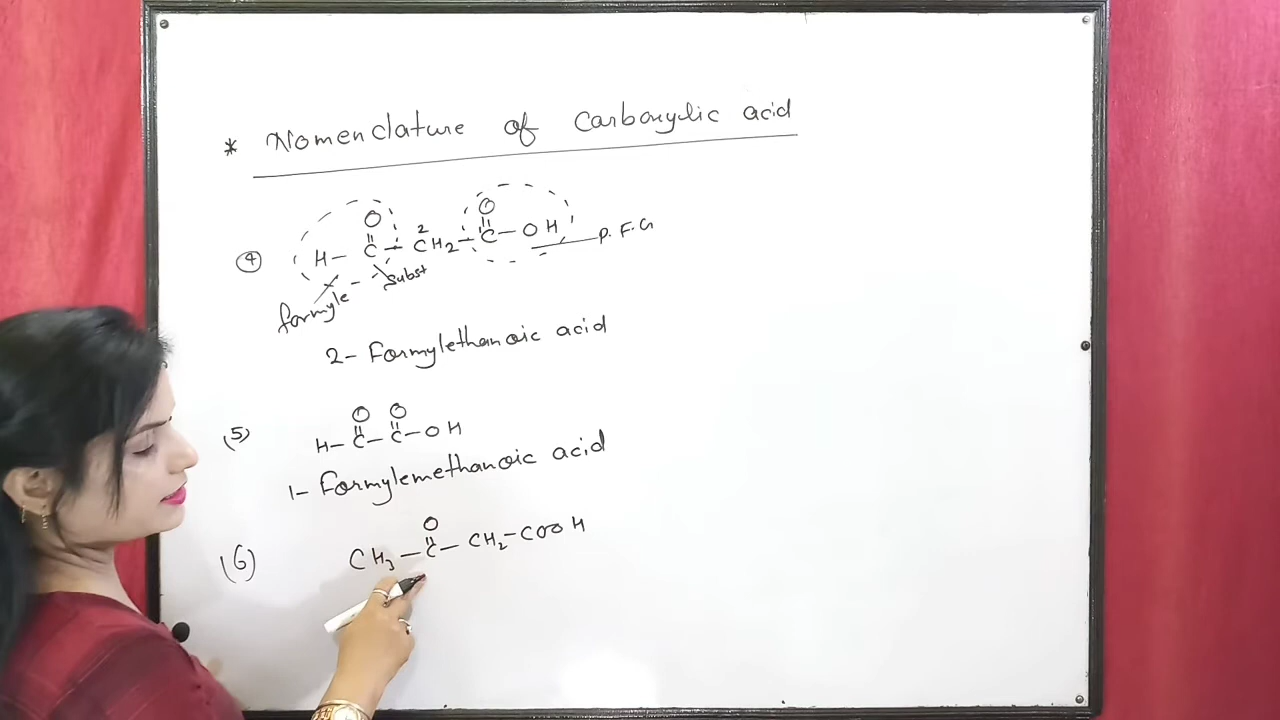 * Nomenclature of Carboxylic acid
O O
(4) H - C - CH2 - C - OH P.F.G
2
formyle Subst
2- Formylethanoic acid
O O
(5) H - C - C - OH
1- Formylemethanoic acid
O
(6) CH3 - C - CH2 - COOH